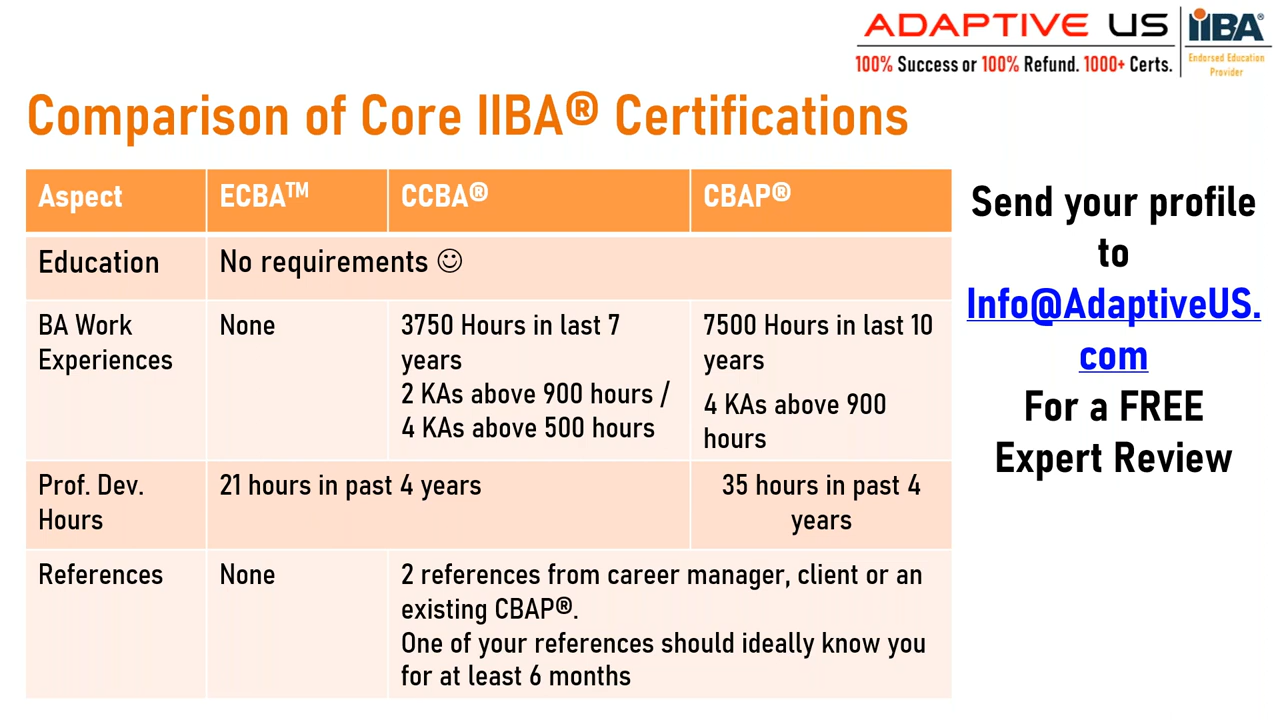 ADAPTIVE US
100% Success or 100% Refund. 1000+ Certs.
IIBA®
Endorsed Education
Provider
Comparison of Core IIBA® Certifications
Aspect
ECBA™
CCBA®
CBAP®
Education
No requirements ☺
BA Work
Experiences
None
3750 Hours in last 7
years
2 KAs above 900 hours /
4 KAs above 500 hours
7500 Hours in last 10
years
4 KAs above 900
hours
Prof. Dev.
Hours
21 hours in past 4 years
35 hours in past 4
years
References
None
2 references from career manager, client or an
existing CBAP®.
One of your references should ideally know you
for at least 6 months
Send your profile
to
Info@AdaptiveUS.
com
For a FREE
Expert Review